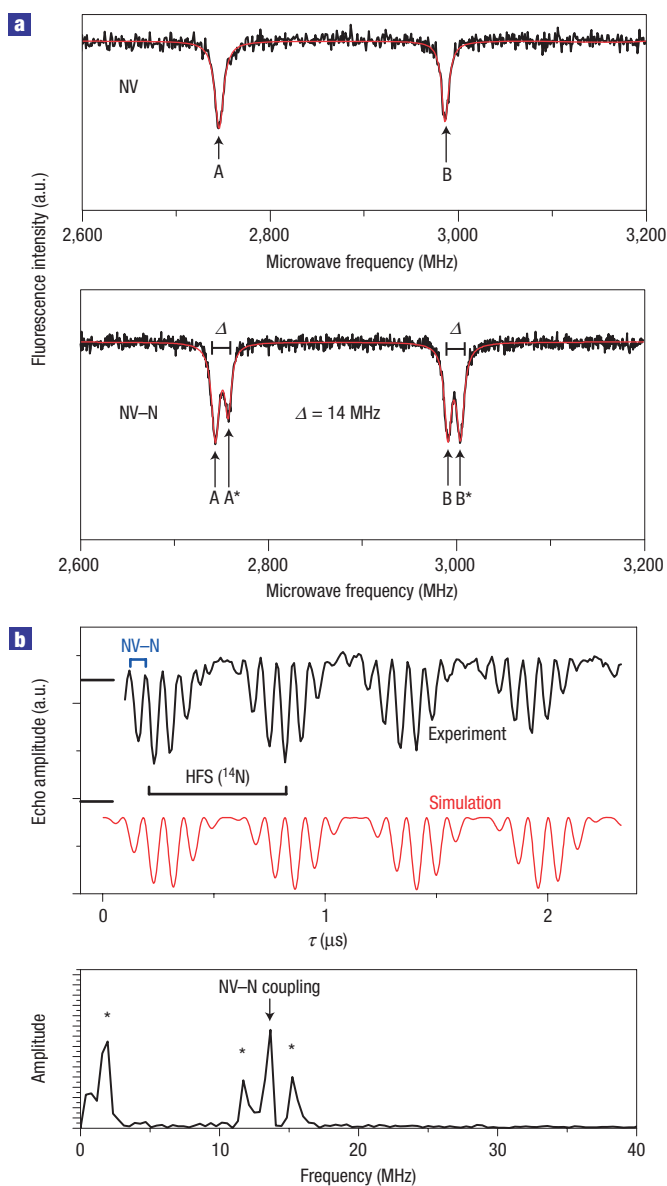 a
Fluorescence intensity (a.u.)
NV
A
B
2,600 2,800 3,000 3,200
Microwave frequency (MHz)
Δ Δ
NV–N
Δ = 14 MHz
A A* B B*
2,600 2,800 3,000 3,200
Microwave frequency (MHz)
b
NV–N
Echo amplitude (a.u.)
Experiment
HFS (¹⁴N)
Simulation
0 1 2
τ (μs)
NV–N coupling
* * *
Amplitude
0 10 20 30 40
Frequency (MHz)